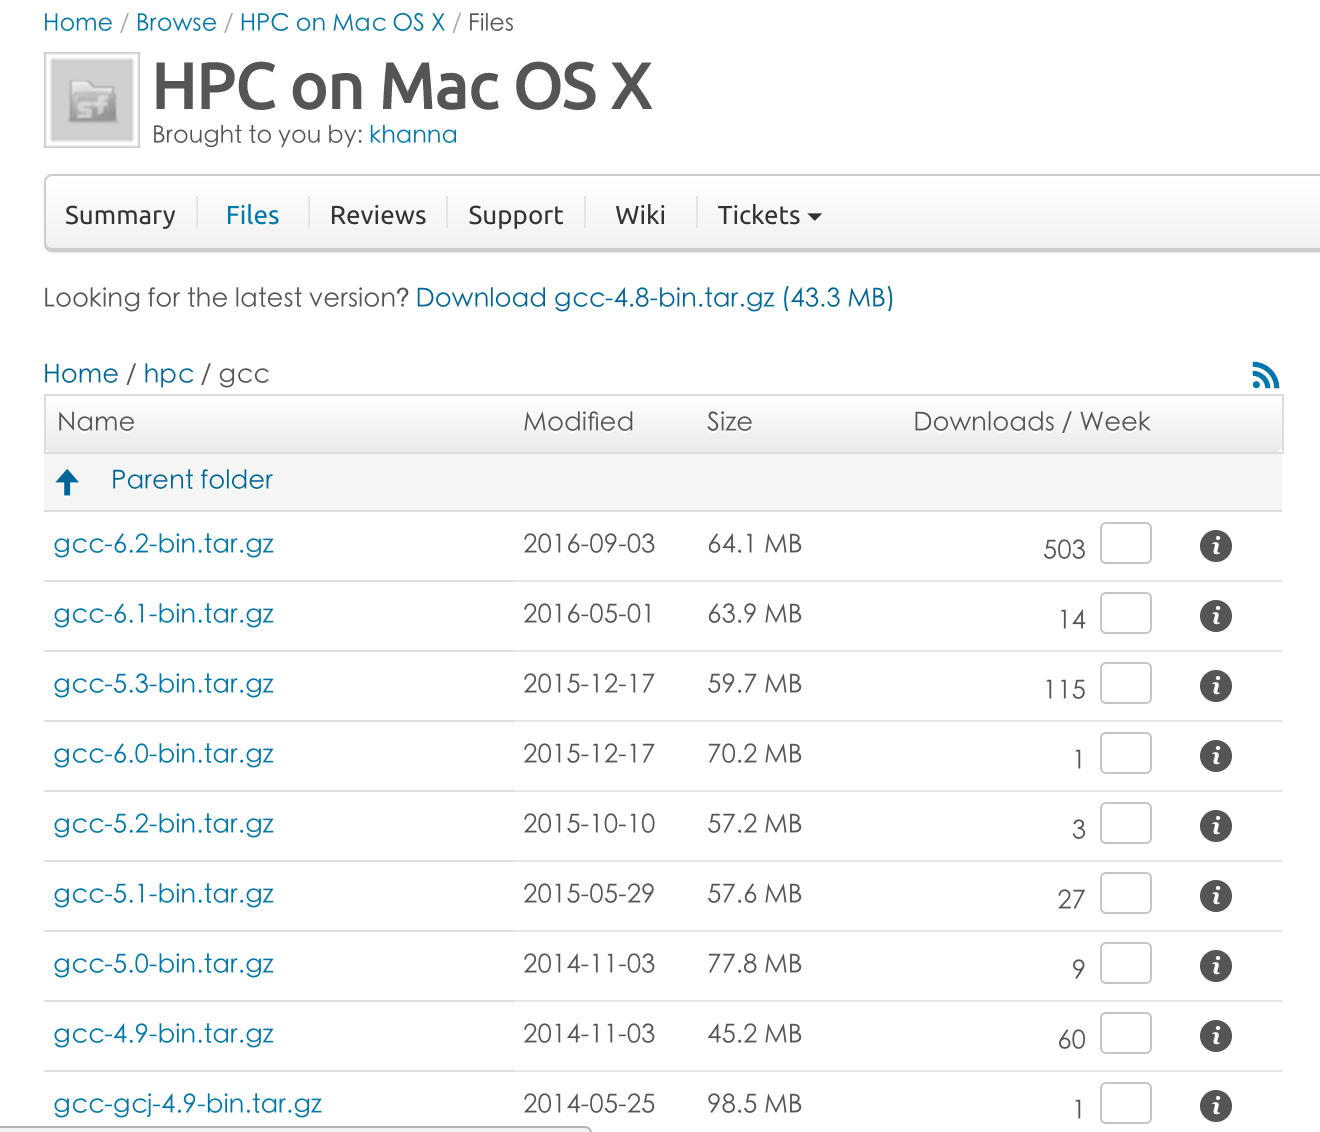 Home / Browse / HPC on Mac OS X / Files
sf
HPC on Mac OS X
Brought to you by: khanna
Summary Files Reviews Support Wiki Tickets
Looking for the latest version? Download gcc-4.8-bin.tar.gz (43.3 MB)
Home / hpc / gcc
Name Modified Size Downloads / Week
Parent folder
gcc-6.2-bin.tar.gz 2016-09-03 64.1 MB 503 i
gcc-6.1-bin.tar.gz 2016-05-01 63.9 MB 14 i
gcc-5.3-bin.tar.gz 2015-12-17 59.7 MB 115 i
gcc-6.0-bin.tar.gz 2015-12-17 70.2 MB 1 i
gcc-5.2-bin.tar.gz 2015-10-10 57.2 MB 3 i
gcc-5.1-bin.tar.gz 2015-05-29 57.6 MB 27 i
gcc-5.0-bin.tar.gz 2014-11-03 77.8 MB 9 i
gcc-4.9-bin.tar.gz 2014-11-03 45.2 MB 60 i
gcc-gcj-4.9-bin.tar.gz 2014-05-25 98.5 MB 1 i